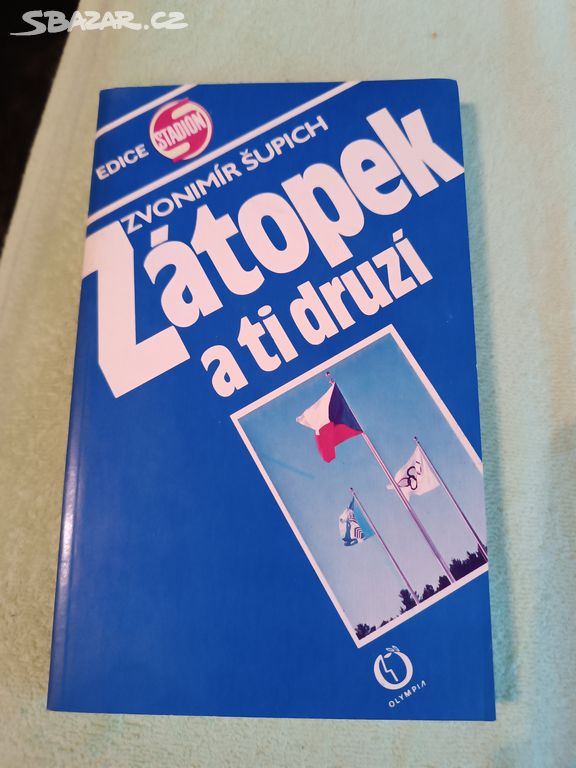 SBAZAR.CZ
EDICE STADION
ZVONIMÍR ŠUPICH
Zátopek
a ti druzí
OLYMPIA